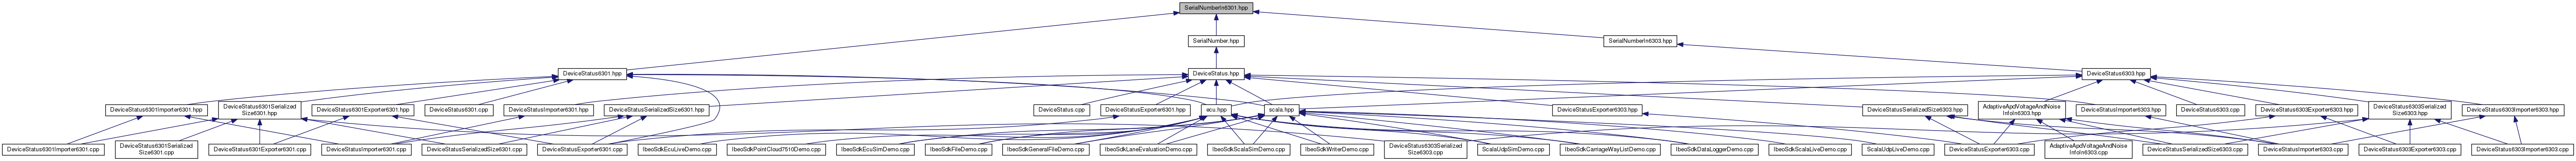 SerialNumberIn6301.hpp
SerialNumber.hpp
SerialNumberIn6303.hpp
DeviceStatus6301.hpp
DeviceStatus.hpp
DeviceStatus6303.hpp
DeviceStatus6301Importer6301.hpp
DeviceStatus6301Serialized
Size6301.hpp
DeviceStatus6301Exporter6301.hpp
DeviceStatus6301.cpp
DeviceStatusImporter6301.hpp
DeviceStatusSerializedSize6301.hpp
DeviceStatus.cpp
DeviceStatusExporter6301.hpp
ecu.hpp
scala.hpp
DeviceStatusExporter6303.hpp
DeviceStatusSerializedSize6303.hpp
AdaptiveApdVoltageAndNoise
InfoIn6303.hpp
DeviceStatusImporter6303.hpp
DeviceStatus6303.cpp
DeviceStatus6303Exporter6303.hpp
DeviceStatus6303Serialized
Size6303.hpp
DeviceStatus6303Importer6303.hpp
DeviceStatus6301Importer6301.cpp
DeviceStatus6301Serialized
Size6301.cpp
DeviceStatus6301Exporter6301.cpp
DeviceStatusImporter6301.cpp
DeviceStatusSerializedSize6301.cpp
DeviceStatusExporter6301.cpp
IbeoSdkEcuLiveDemo.cpp
IbeoSdkPointCloud7510Demo.cpp
IbeoSdkEcuSimDemo.cpp
IbeoSdkFileDemo.cpp
IbeoSdkGeneralFileDemo.cpp
IbeoSdkLaneEvaluationDemo.cpp
IbeoSdkScalaSimDemo.cpp
IbeoSdkWriterDemo.cpp
DeviceStatus6303Serialized
Size6303.cpp
ScalaUdpSimDemo.cpp
IbeoSdkCarriageWayListDemo.cpp
IbeoSdkDataLoggerDemo.cpp
IbeoSdkScalaLiveDemo.cpp
ScalaUdpLiveDemo.cpp
DeviceStatusExporter6303.cpp
AdaptiveApdVoltageAndNoise
InfoIn6303.cpp
DeviceStatusSerializedSize6303.cpp
DeviceStatusImporter6303.cpp
DeviceStatus6303Exporter6303.cpp
DeviceStatus6303Importer6303.cpp